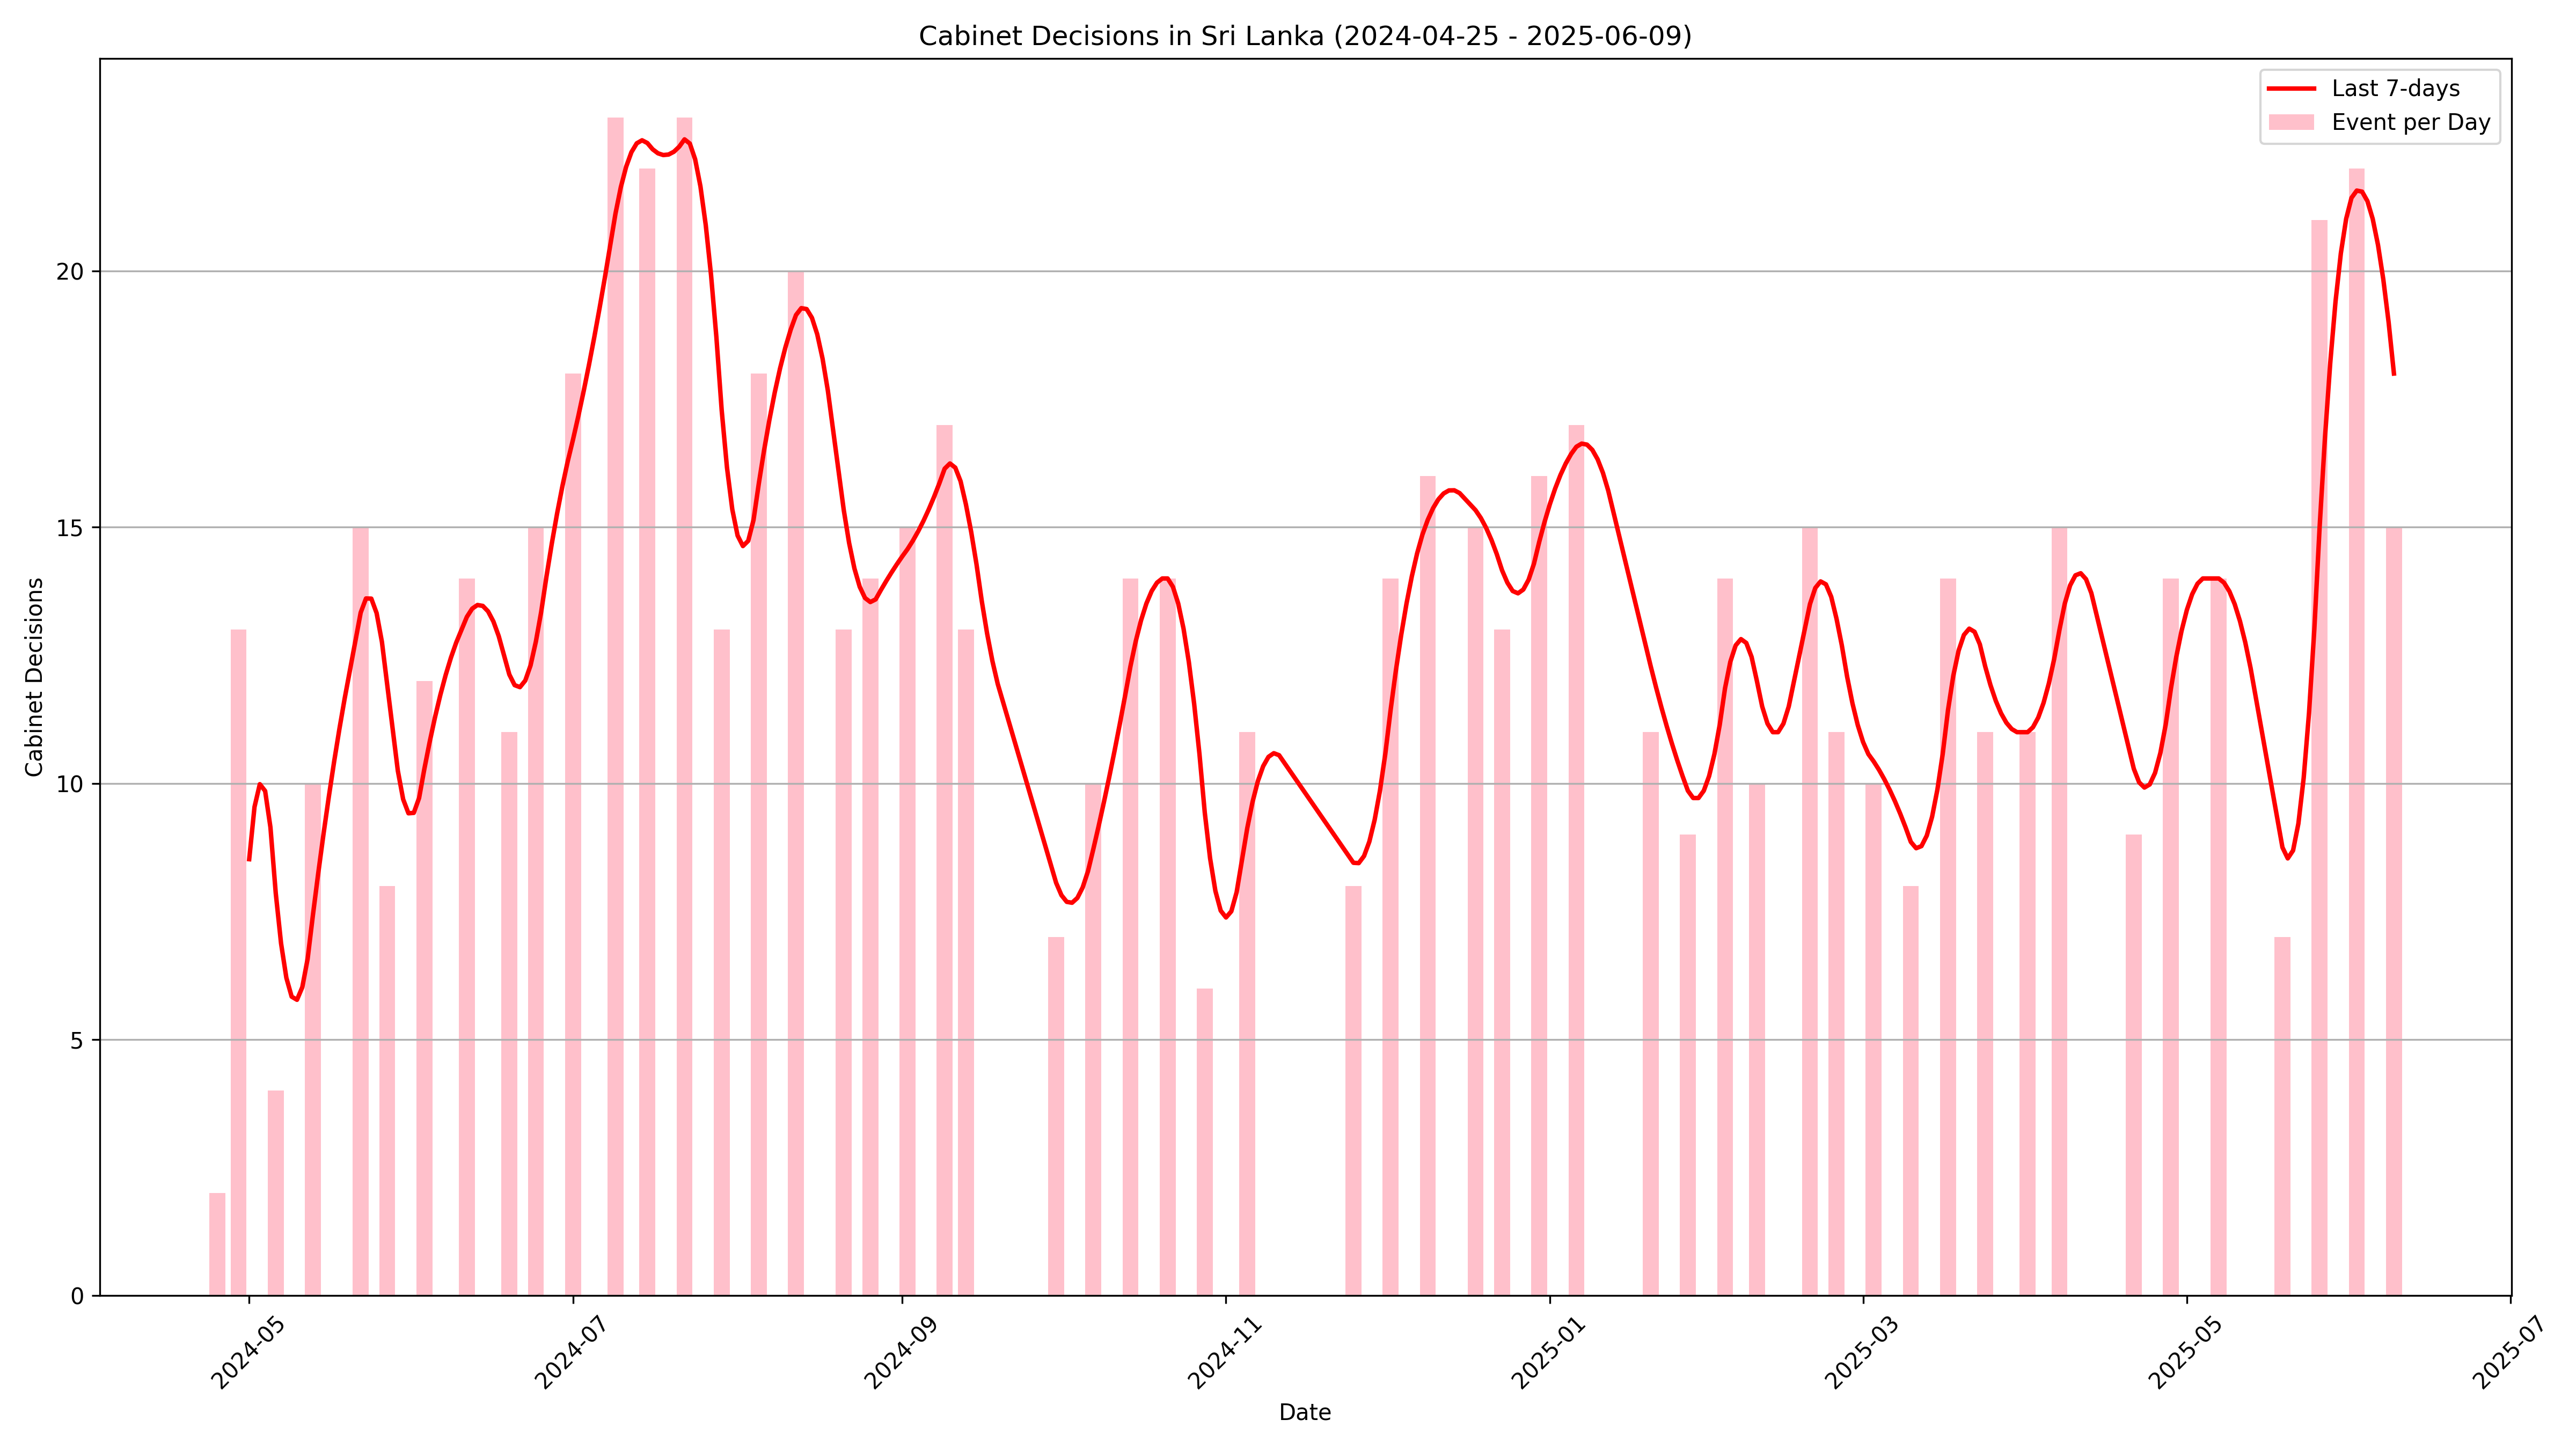 Cabinet Decisions in Sri Lanka (2024-04-25 - 2025-06-09)
Last 7-days
Event per Day
Cabinet Decisions
20
15
10
5
0
2024-05
2024-07
2024-09
2024-11
2025-01
2025-03
2025-05
2025-07
Date